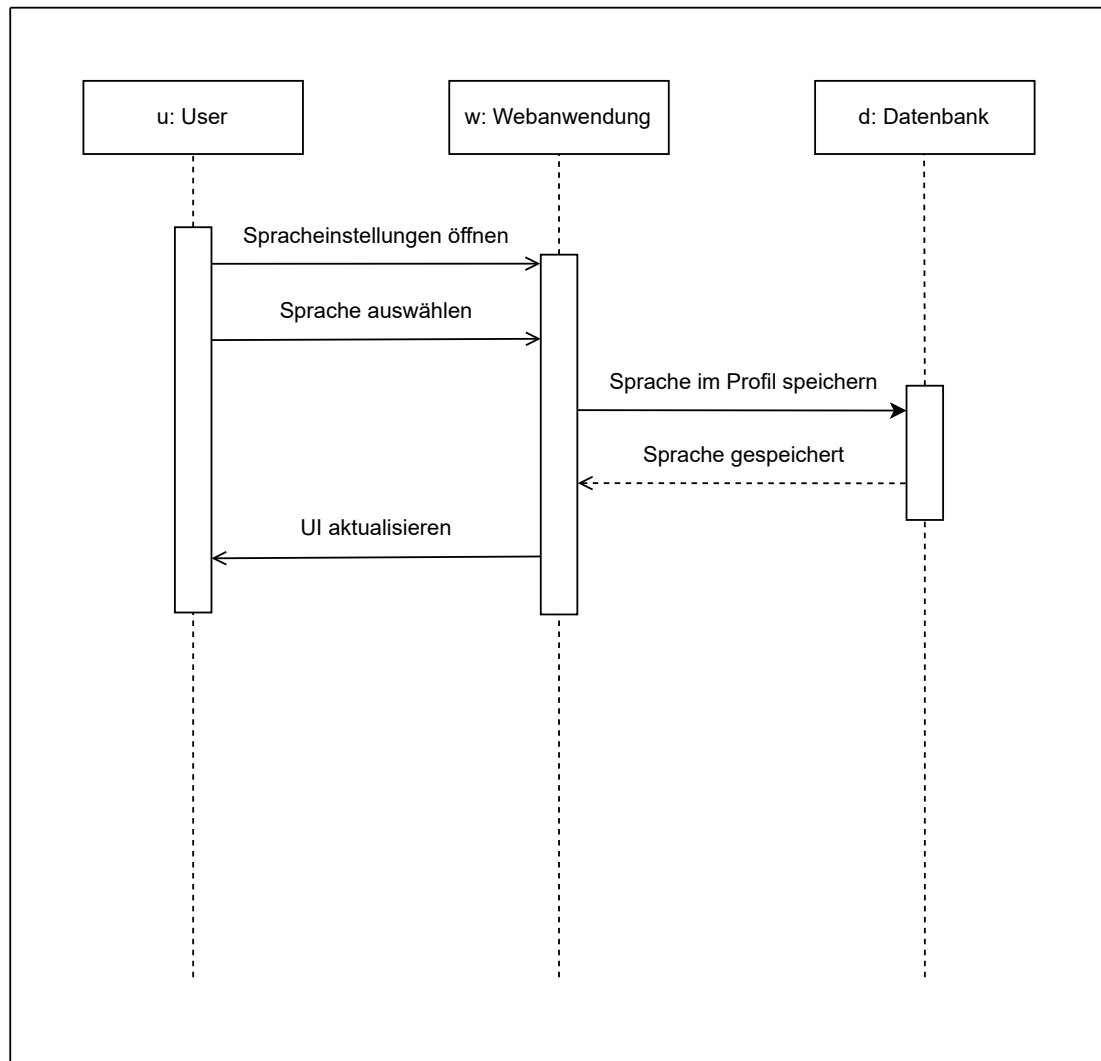 u: User
w: Webanwendung
d: Datenbank
Spracheinstellungen öffnen
Sprache auswählen
Sprache im Profil speichern
Sprache gespeichert
UI aktualisieren